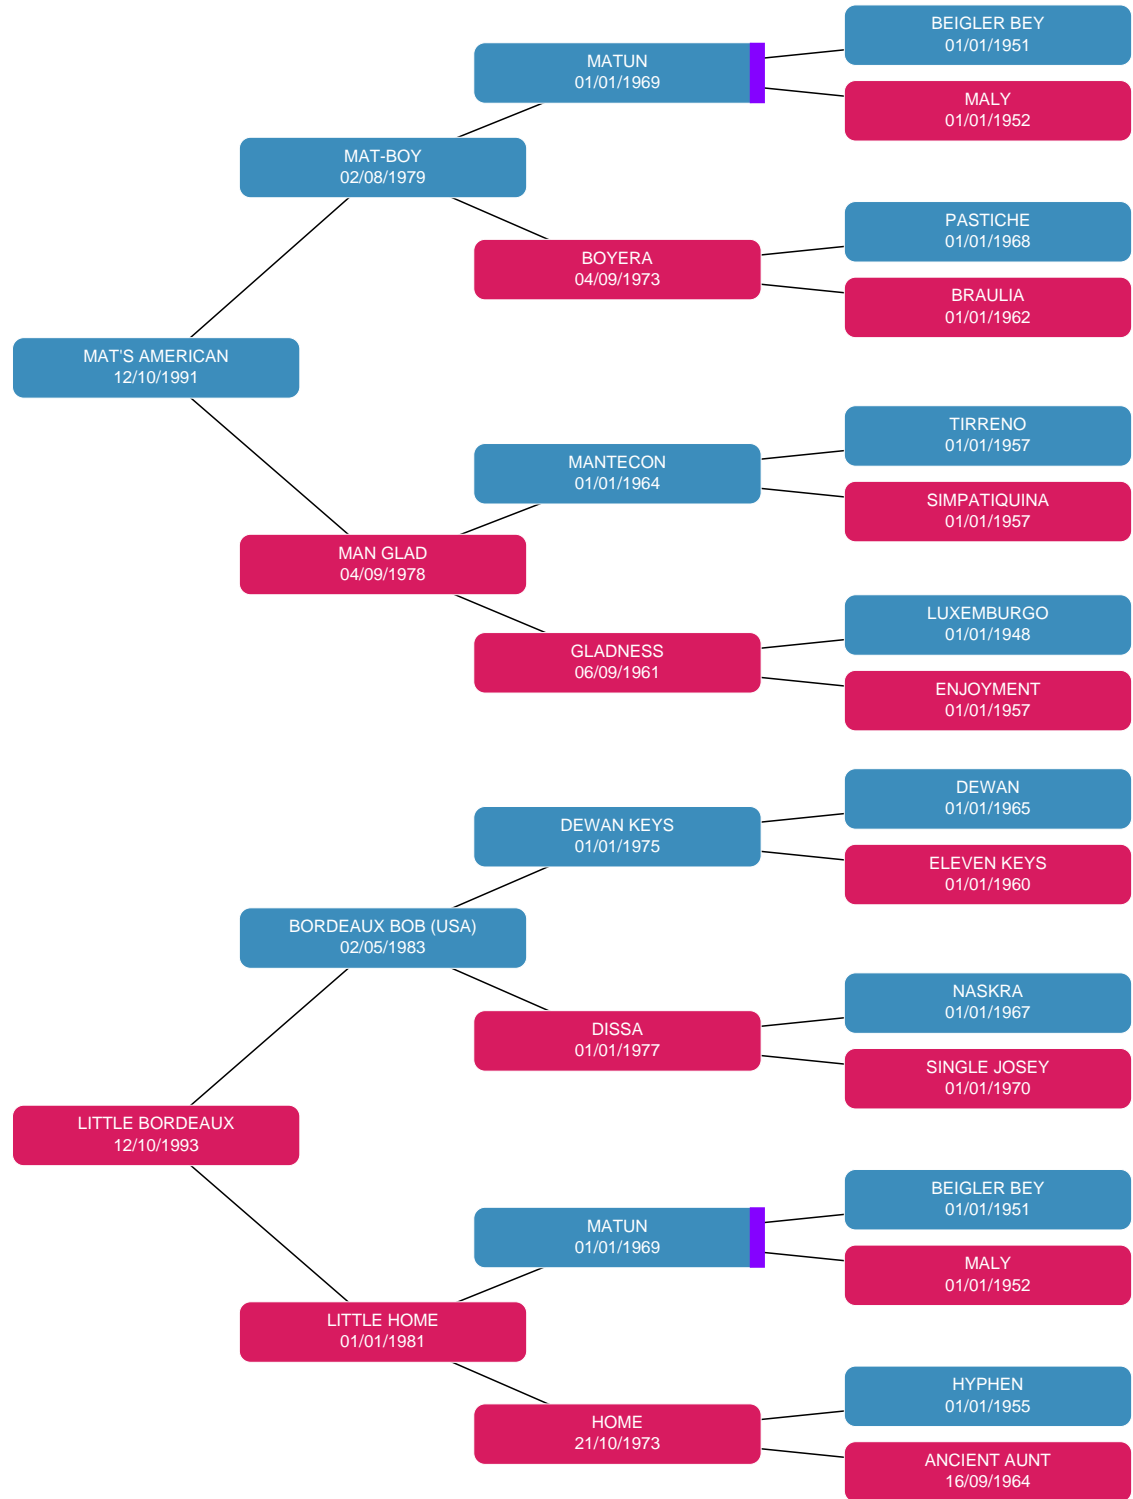 BEIGLER BEY
01/01/1951
MATUN
01/01/1969
MALY
01/01/1952
MAT-BOY
02/08/1979
PASTICHE
01/01/1968
BOYERA
04/09/1973
BRAULIA
01/01/1962
MAT'S AMERICAN
12/10/1991
TIRRENO
01/01/1957
MANTECON
01/01/1964
SIMPATIQUINA
01/01/1957
MAN GLAD
04/09/1978
LUXEMBURGO
01/01/1948
GLADNESS
06/09/1961
ENJOYMENT
01/01/1957
DEWAN
01/01/1965
DEWAN KEYS
01/01/1975
ELEVEN KEYS
01/01/1960
BORDEAUX BOB (USA)
02/05/1983
NASKRA
01/01/1967
DISSA
01/01/1977
SINGLE JOSEY
01/01/1970
LITTLE BORDEAUX
12/10/1993
BEIGLER BEY
01/01/1951
MATUN
01/01/1969
MALY
01/01/1952
LITTLE HOME
01/01/1981
HYPHEN
01/01/1955
HOME
21/10/1973
ANCIENT AUNT
16/09/1964